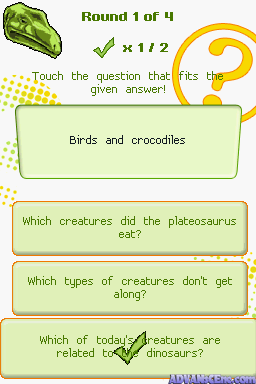 Round 1 of 4
x 1 / 2
Touch the question that fits the
given answer!
Birds and crocodiles
Which creatures did the plateosaurus
eat?
Which types of creatures don't get
along?
Which of today's creatures are
related to the dinosaurs?
ADVANsCEne.com